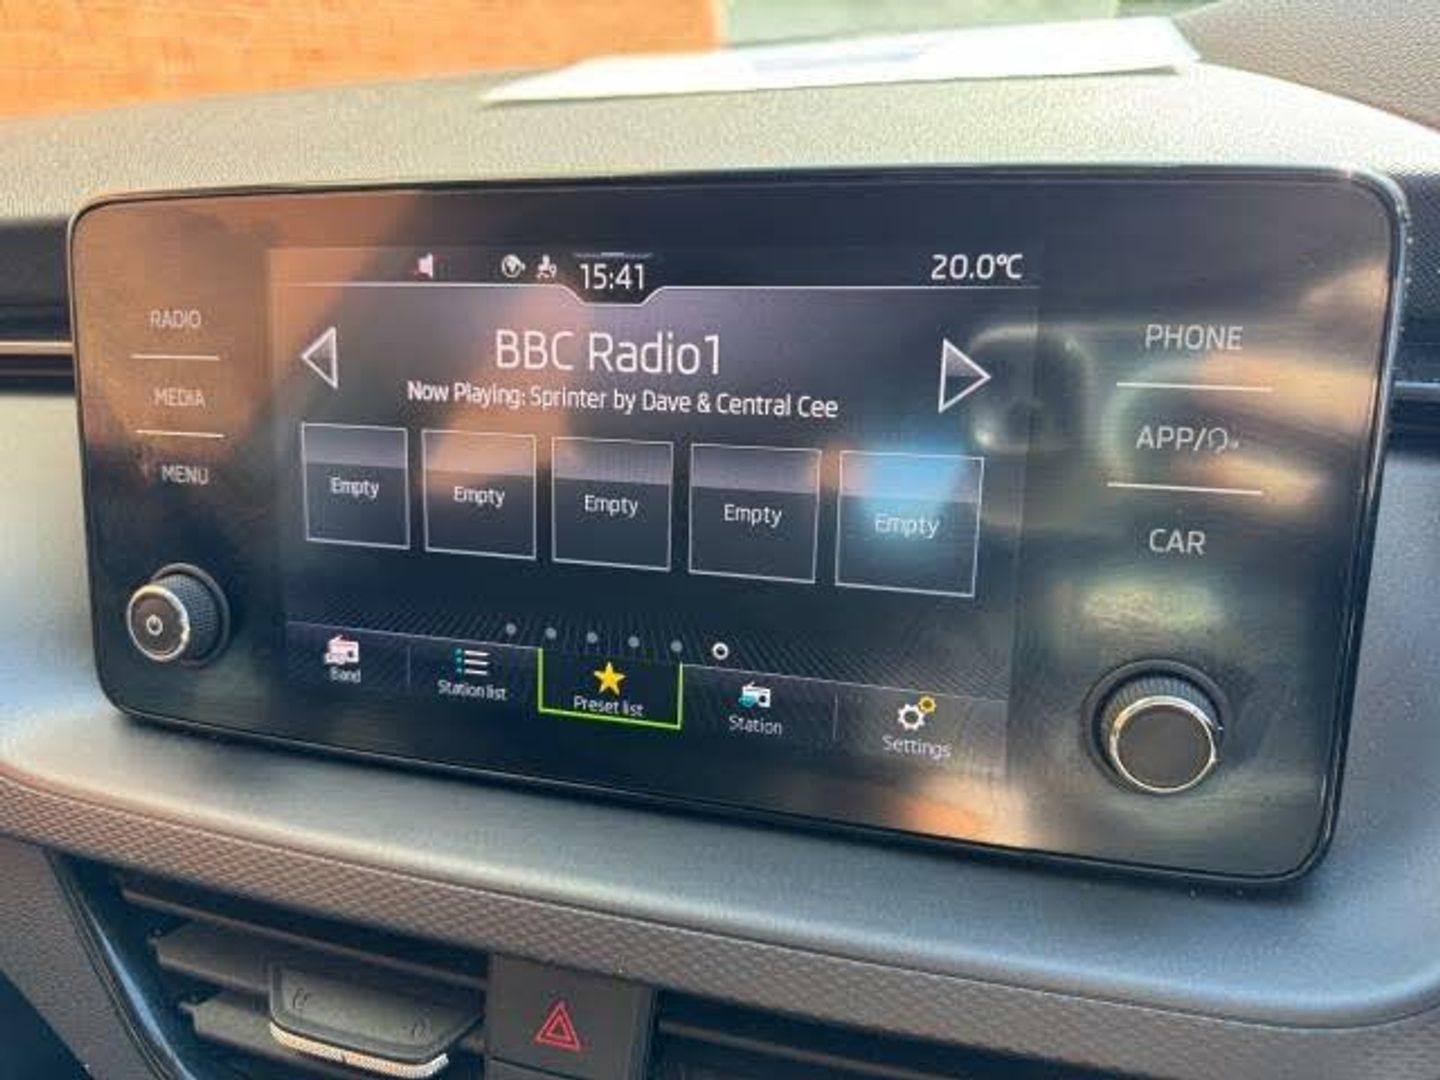 15:41
20.0°C
RADIO
MEDIA
MENU
BBC Radio1
Now Playing: Sprinter by Dave & Central Cee
Empty
Empty
Empty
Empty
Empty
Band
Station list
Preset list
Station
Settings
PHONE
APP/
CAR